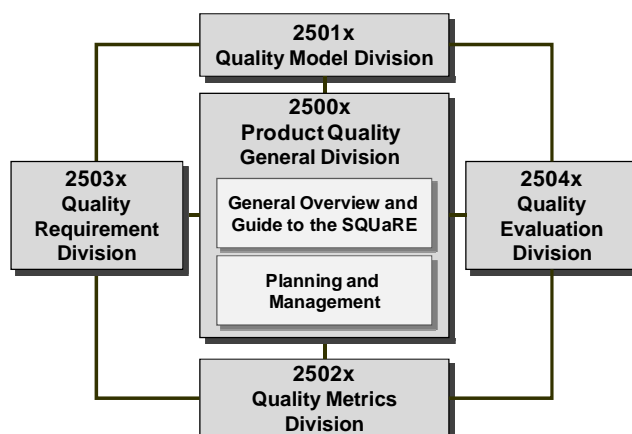 2501x
Quality Model Division
2500x
Product Quality
General Division
General Overview and
Guide to the SQUaRE
Planning and
Management
2503x
Quality
Requirement
Division
2504x
Quality
Evaluation
Division
2502x
Quality Metrics
Division